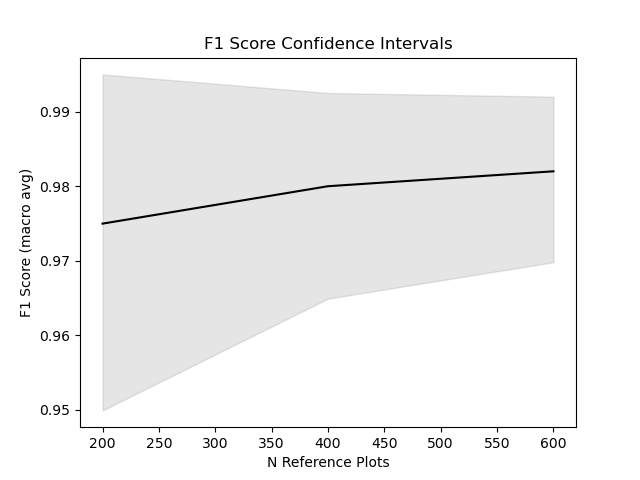 F1 Score Confidence Intervals
F1 Score (macro avg)
0.99
0.98
0.97
0.96
0.95
200 250 300 350 400 450 500 550 600
N Reference Plots